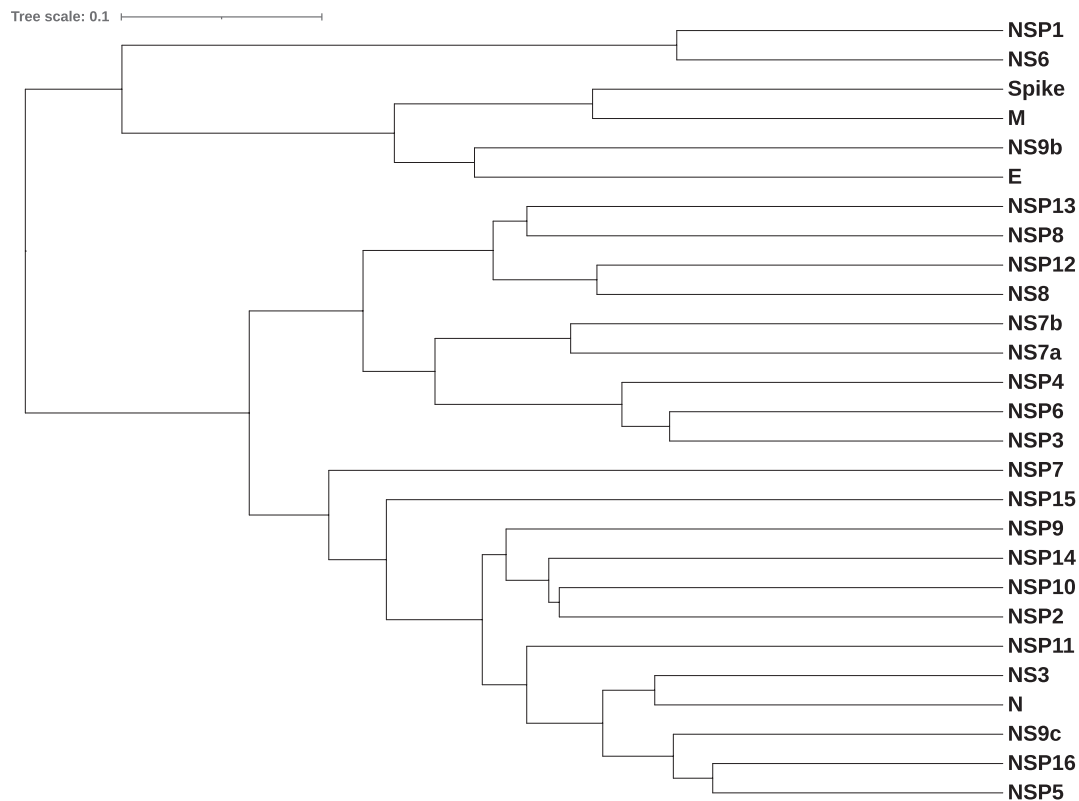 Tree scale: 0.1
NSP1
NS6
Spike
M
NS9b
E
NSP13
NSP8
NSP12
NS8
NS7b
NS7a
NSP4
NSP6
NSP3
NSP7
NSP15
NSP9
NSP14
NSP10
NSP2
NSP11
NS3
N
NS9c
NSP16
NSP5